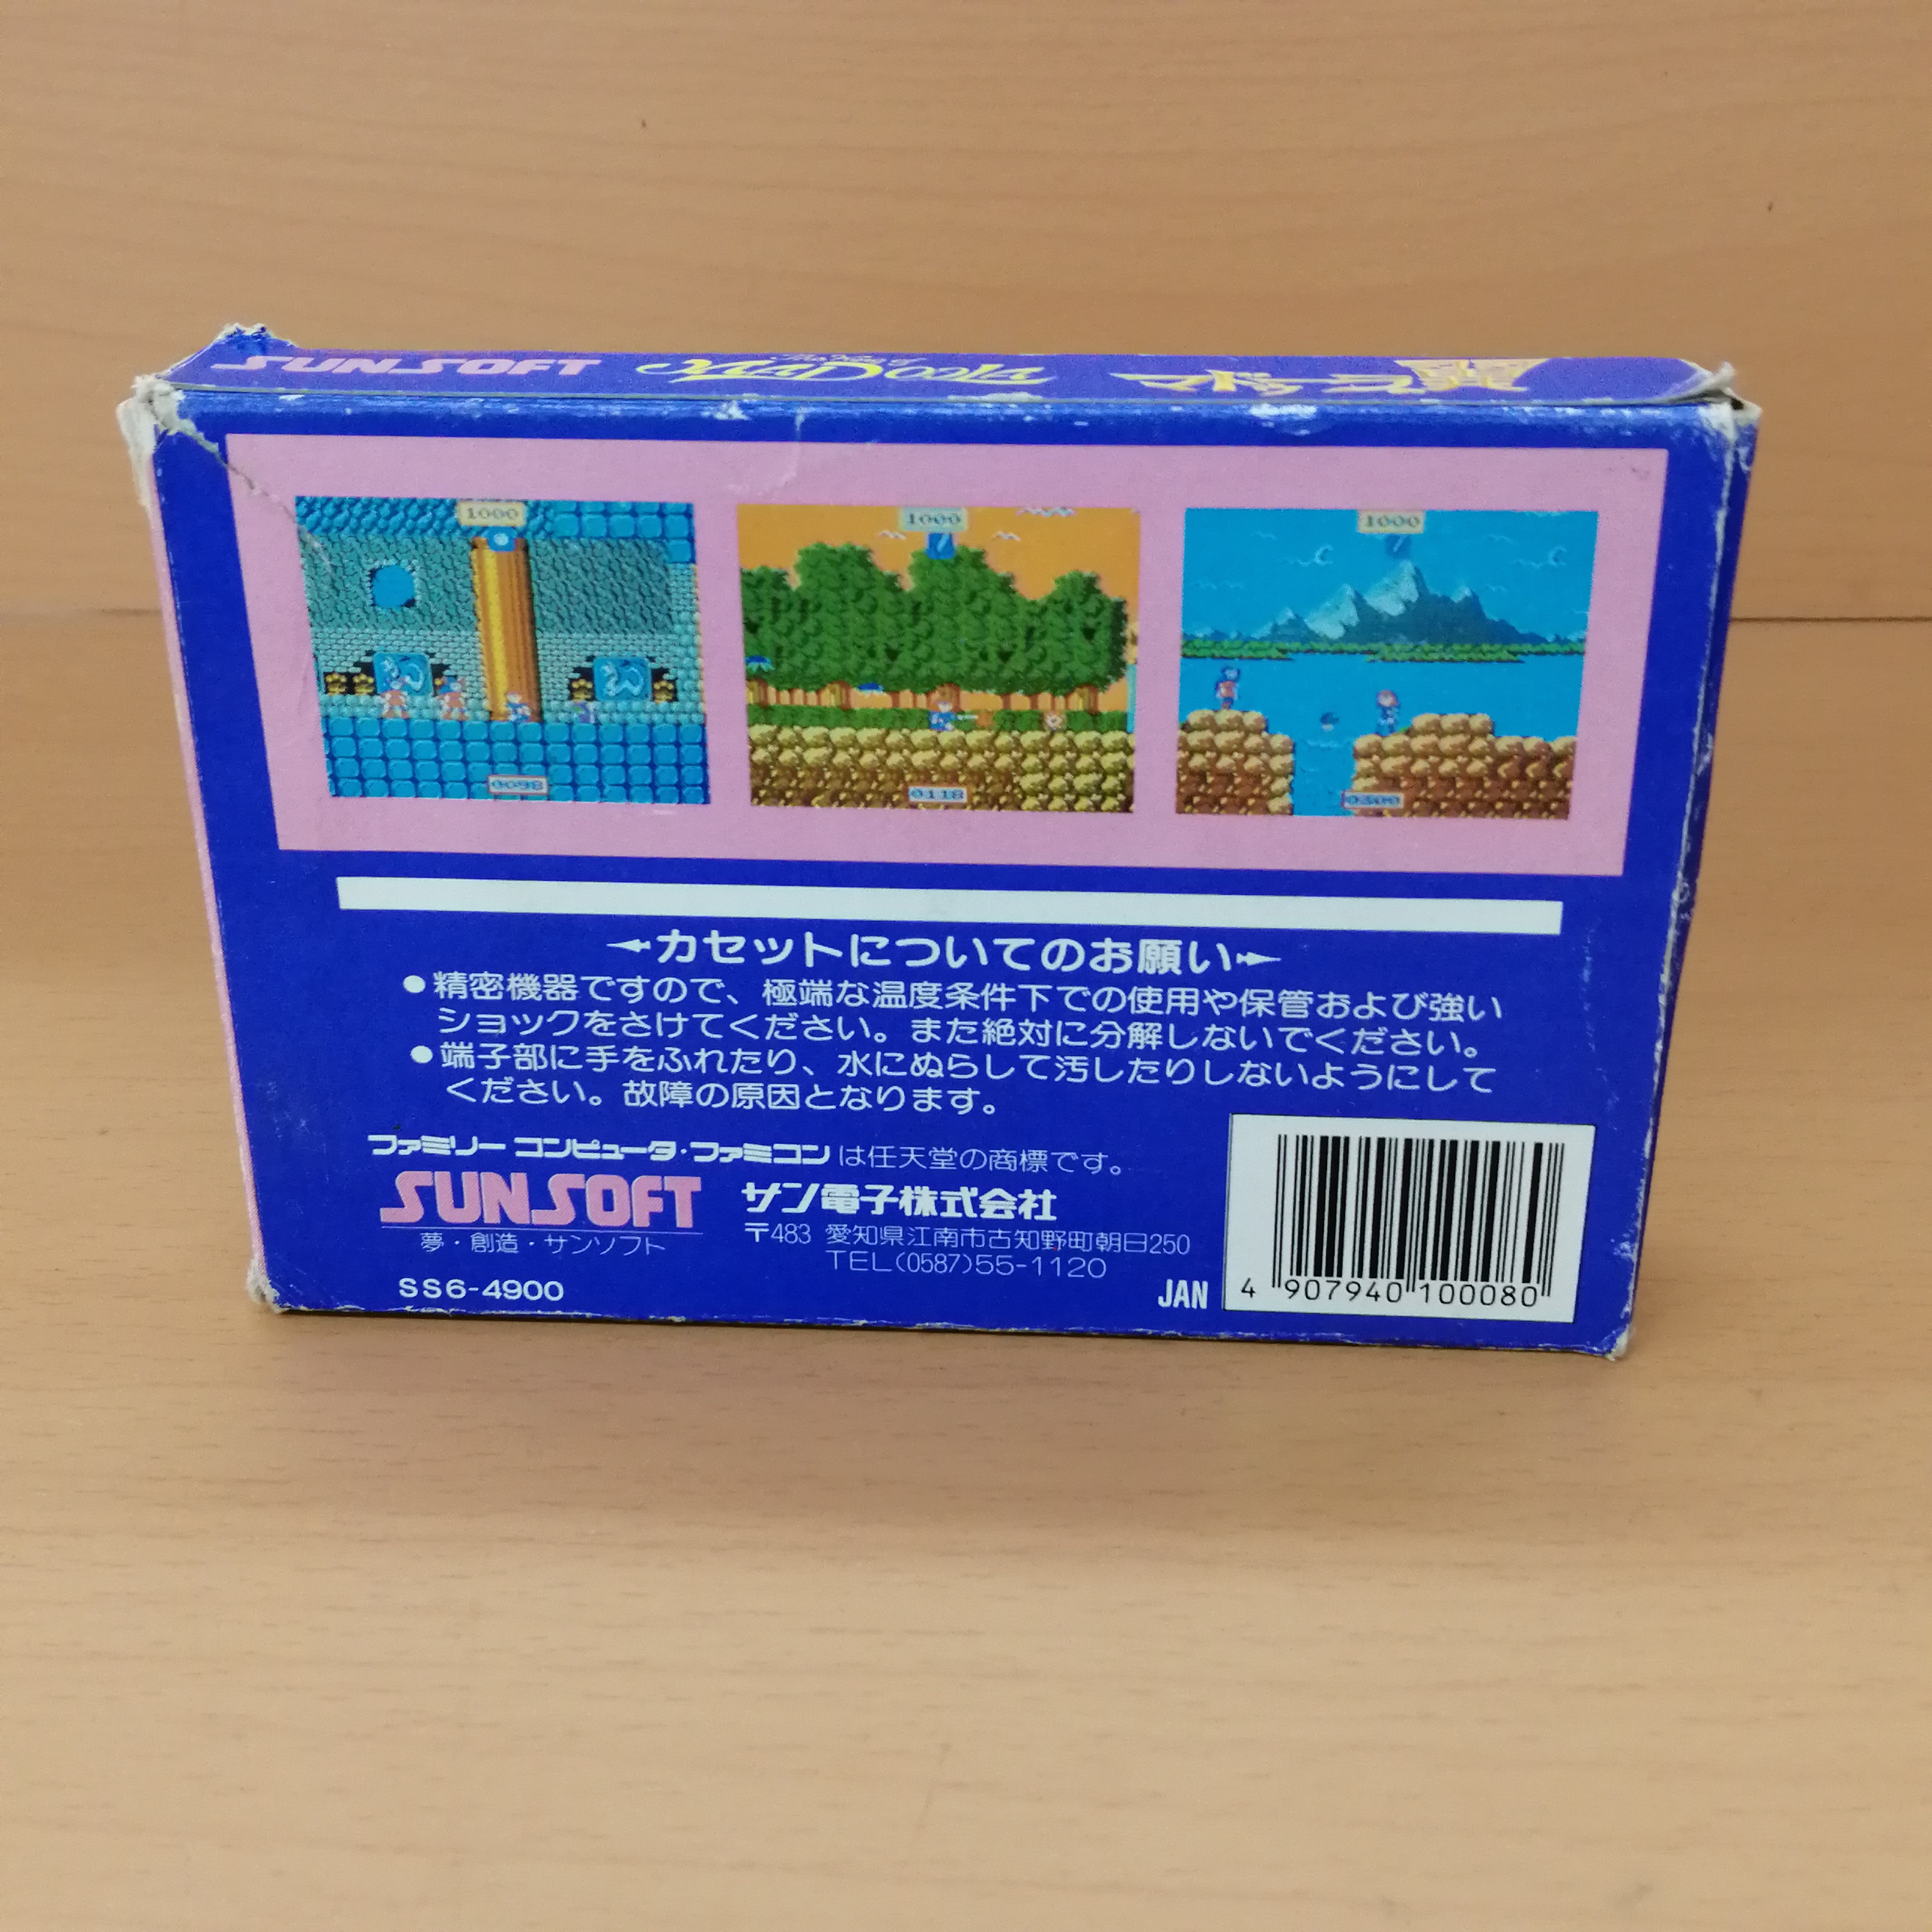 SUNSOFT
1000
1000
1000
0098
0118
0300
カセットについてのお願い
●精密機器ですので、極端な温度条件下での使用や保管および強い
ショックをさけてください。また絶対に分解しないでください。
●端子部に手をふれたり、水にぬらして汚したりしないようにして
ください。故障の原因となります。
ファミリーコンピュータ・ファミコンは任天堂の商標です。
SUNSOFT
夢・創造・サンソフト
サン電子株式会社
〒483 愛知県江南市古知野町朝日250
TEL(0587)55-1120
SS6-4900
JAN
4 907940 100080